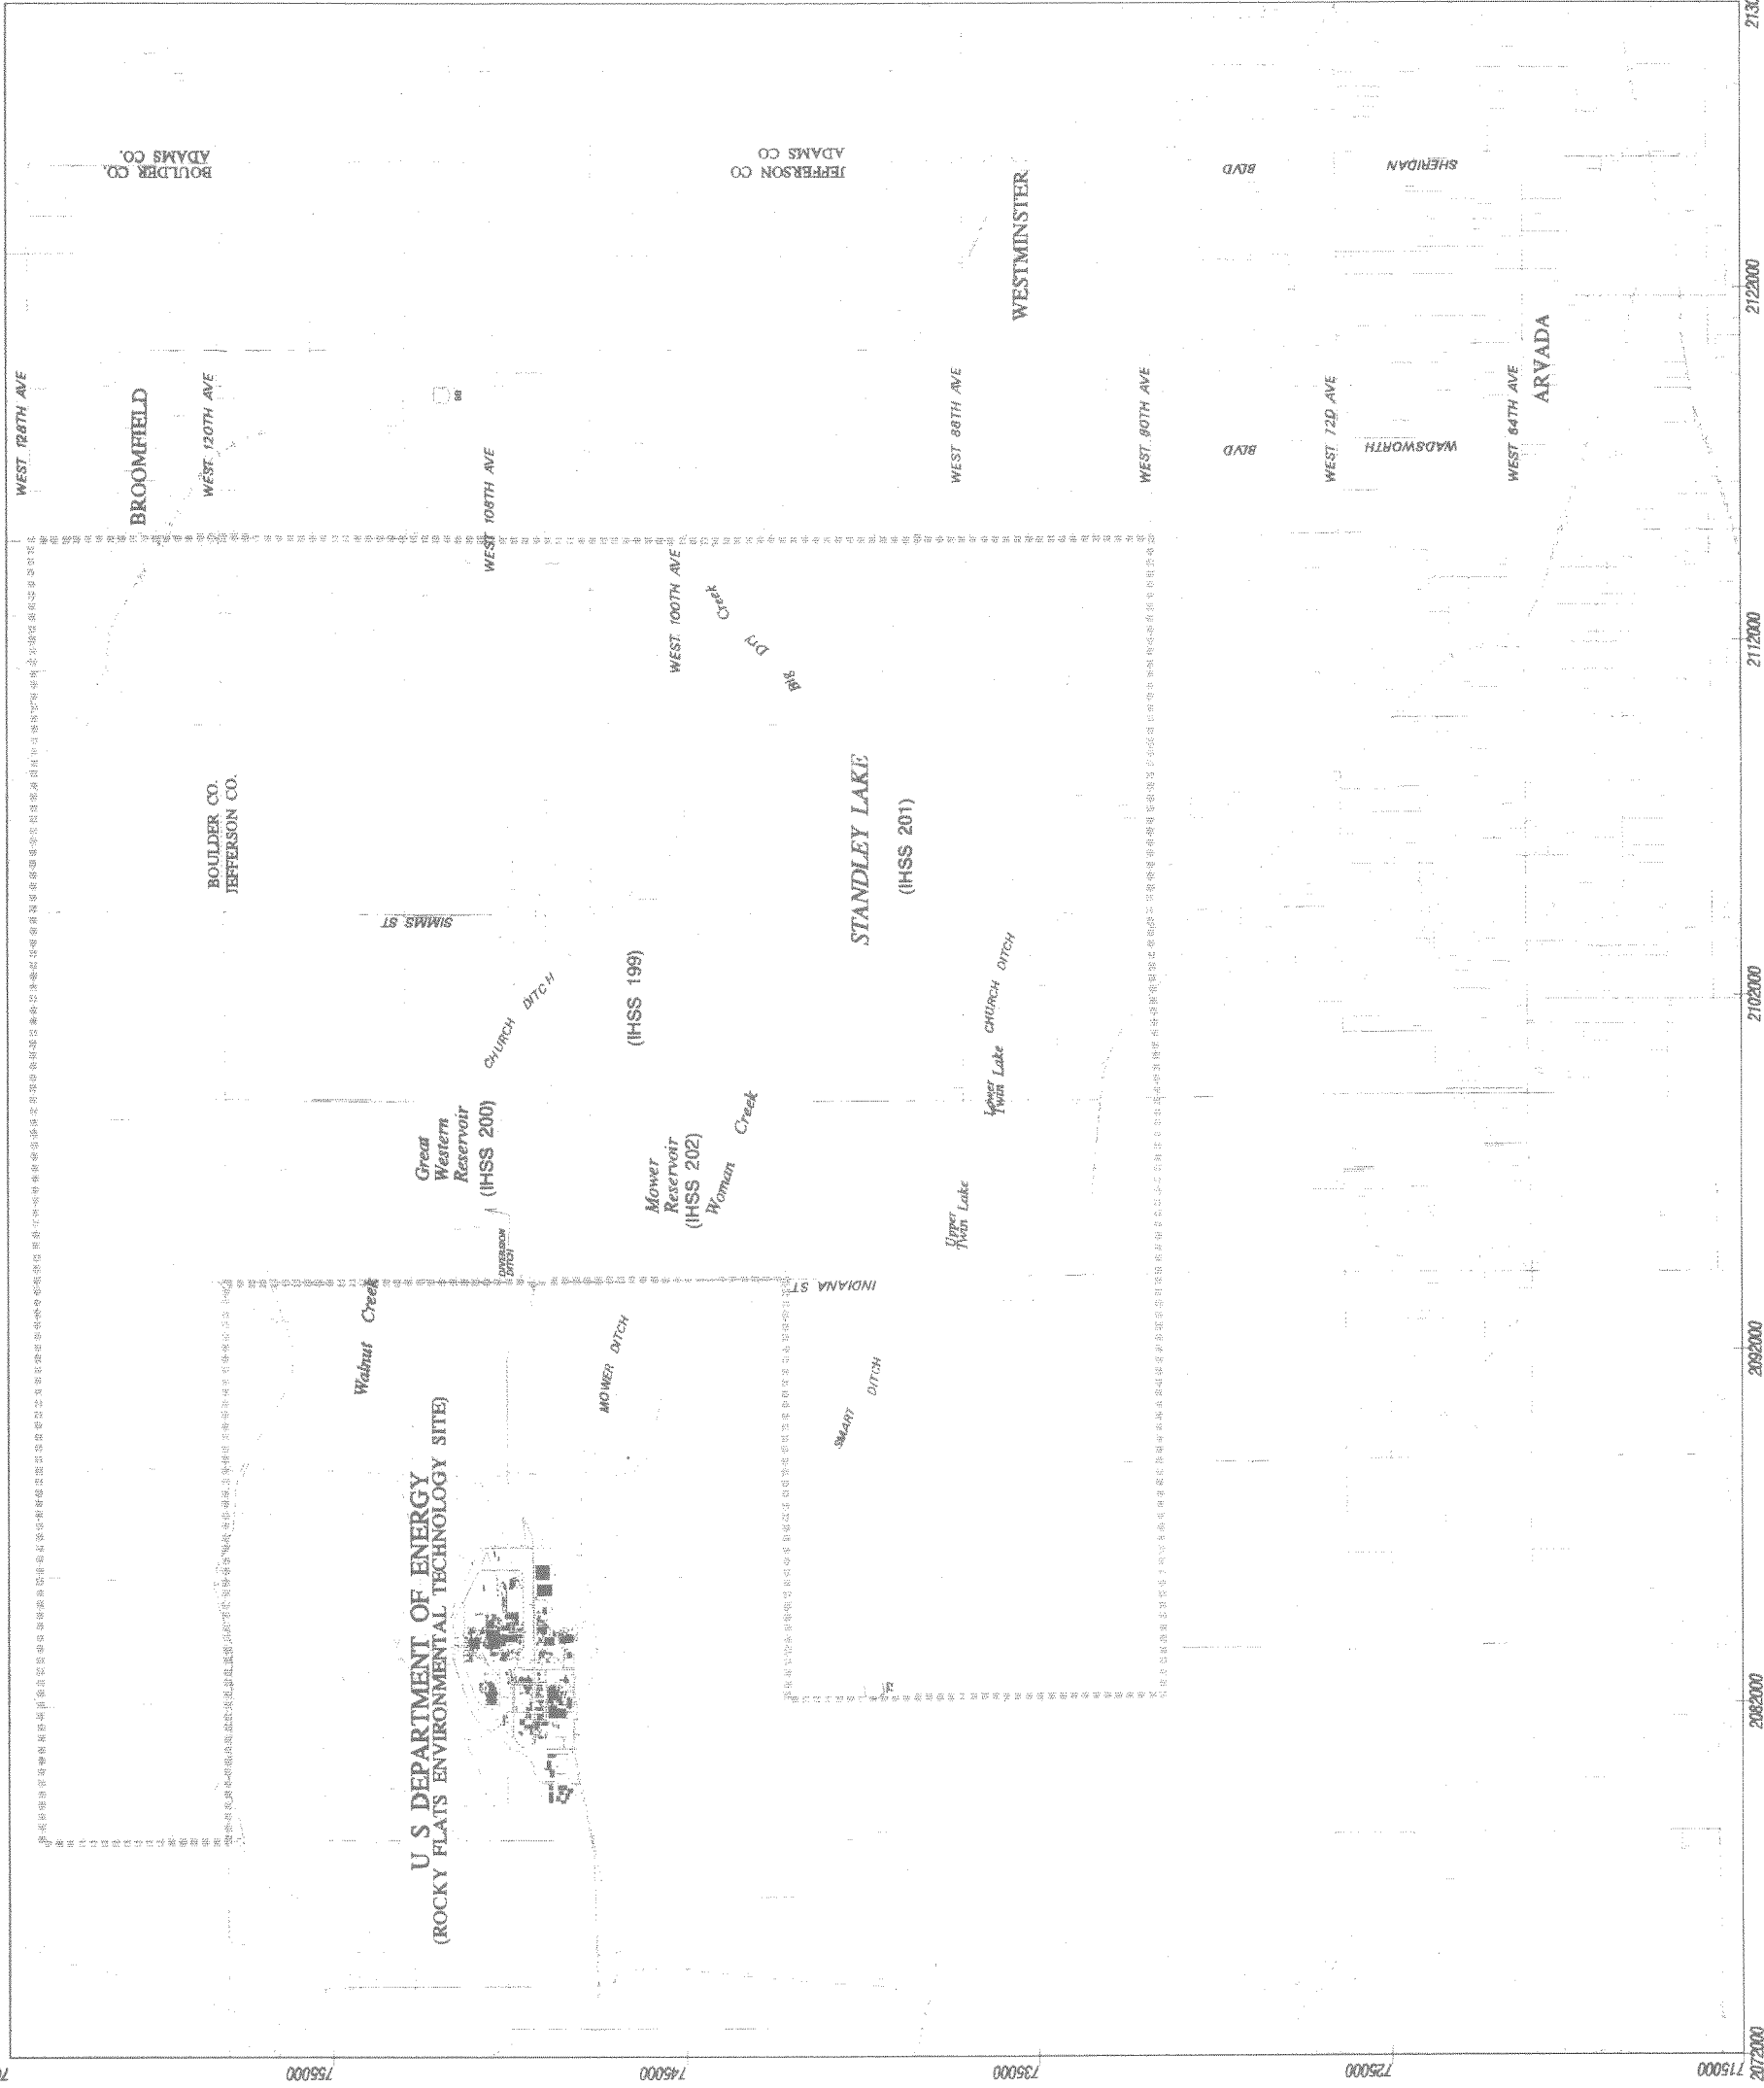 WEST 128TH AVE
BROOMFIELD
WEST 120TH AVE
BOULDER CO.
ADAMS CO.
BOULDER CO.
JEFFERSON CO.
SIMMS ST
WEST 108TH AVE
Walnut Creek
Great
Western
Reservoir
(IHSS 200)
CHURCH DITCH
DIVERSION
DITCH
U S DEPARTMENT OF ENERGY
(ROCKY FLATS ENVIRONMENTAL TECHNOLOGY SITE)
MOWER DITCH
(IHSS 199)
Mower
Reservoir
(IHSS 202)
Woman Creek
WEST 100TH AVE
Big Dry Creek
JEFFERSON CO
ADAMS CO
STANDLEY LAKE
(IHSS 201)
INDIANA ST
SMART DITCH
72
WEST 88TH AVE
Upper
Twin Lake
Lower
Twin Lake
CHURCH DITCH
WESTMINSTER
WEST 80TH AVE
WADSWORTH BLVD
SHERIDAN BLVD
WEST 72D AVE
WEST 64TH AVE
ARVADA
755000
745000
735000
725000
715000
2072000
2082000
2092000
2102000
2112000
2122000